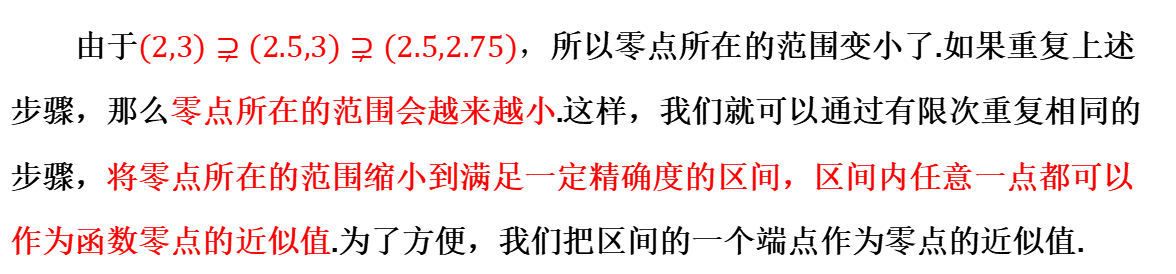 由于(2,3) ⊋ (2.5,3) ⊋ (2.5,2.75)，所以零点所在的范围变小了.如果重复上述
步骤，那么零点所在的范围会越来越小.这样，我们就可以通过有限次重复相同的
步骤，将零点所在的范围缩小到满足一定精确度的区间，区间内任意一点都可以
作为函数零点的近似值.为了方便，我们把区间的一个端点作为零点的近似值.